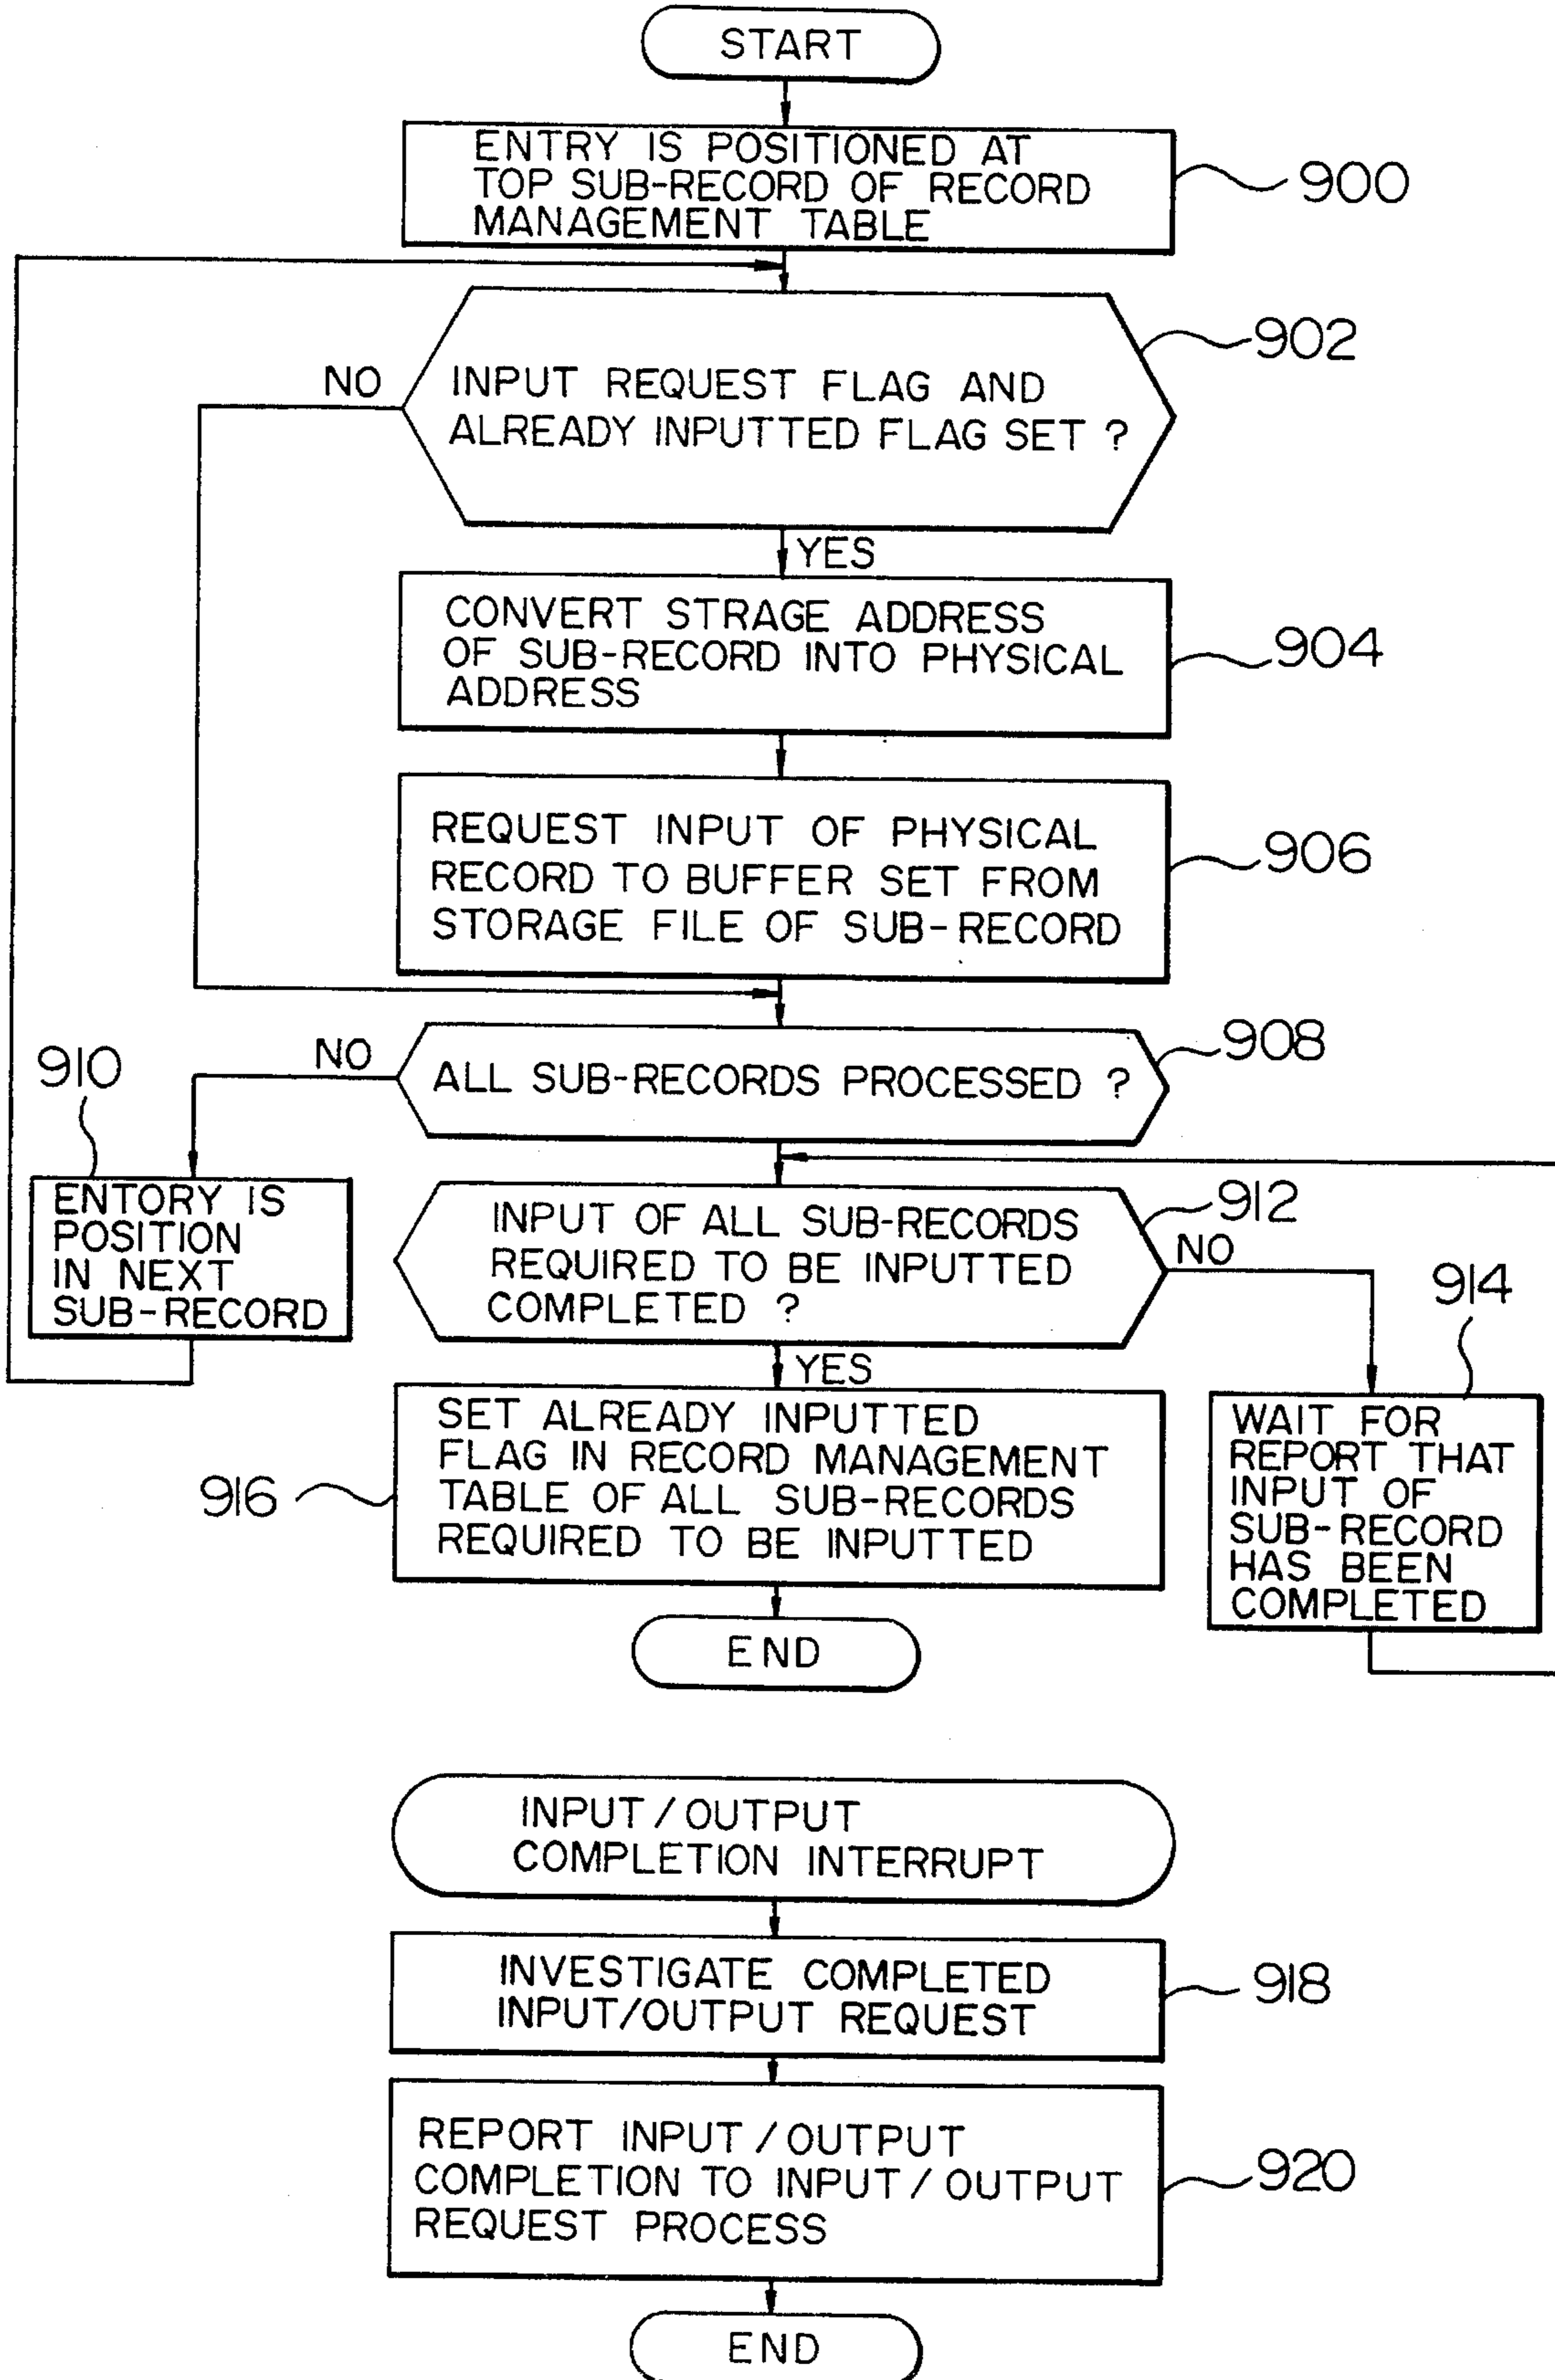 START
ENTRY IS POSITIONED AT
TOP SUB-RECORD OF RECORD
MANAGEMENT TABLE
900
902
NO
INPUT REQUEST FLAG AND
ALREADY INPUTTED FLAG SET ?
YES
CONVERT STRAGE ADDRESS
OF SUB-RECORD INTO PHYSICAL
ADDRESS
904
REQUEST INPUT OF PHYSICAL
RECORD TO BUFFER SET FROM
STORAGE FILE OF SUB-RECORD
906
908
NO
ALL SUB-RECORDS PROCESSED ?
910
ENTORY IS
POSITION
IN NEXT
SUB-RECORD
912
INPUT OF ALL SUB-RECORDS
REQUIRED TO BE INPUTTED
COMPLETED ?
NO
914
YES
SET ALREADY INPUTTED
FLAG IN RECORD MANAGEMENT
TABLE OF ALL SUB-RECORDS
REQUIRED TO BE INPUTTED
916
WAIT FOR
REPORT THAT
INPUT OF
SUB-RECORD
HAS BEEN
COMPLETED
END
INPUT/OUTPUT
COMPLETION INTERRUPT
INVESTIGATE COMPLETED
INPUT/OUTPUT REQUEST
918
REPORT INPUT/OUTPUT
COMPLETION TO INPUT/OUTPUT
REQUEST PROCESS
920
END